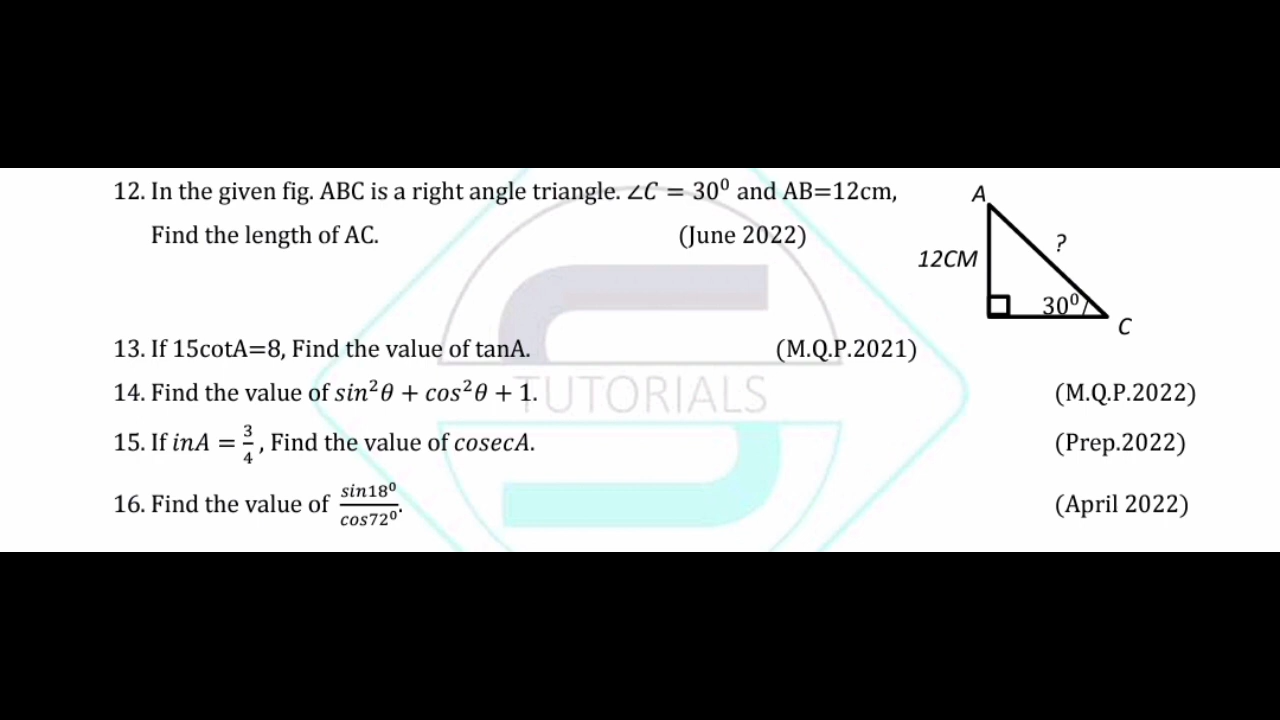 12. In the given fig. ABC is a right angle triangle. ∠C = 30⁰ and AB=12cm,
Find the length of AC. (June 2022)
A
?
12CM
30⁰
C
13. If 15cotA=8, Find the value of tanA. (M.Q.P.2021)
TUTORIALS
14. Find the value of sin²θ + cos²θ + 1. (M.Q.P.2022)
15. If inA = 3/4, Find the value of cosecA. (Prep.2022)
16. Find the value of sin18⁰/cos72⁰. (April 2022)